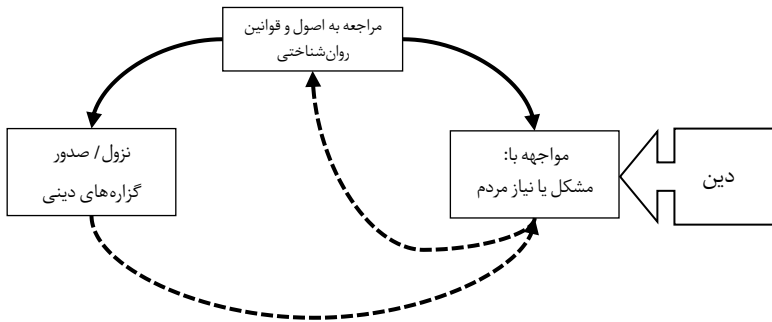 مراجعه به اصول و قوانین
روان‌شناختی
دین
مواجهه با:
مشکل یا نیاز مردم
نزول/ صدور
گزاره‌های دینی